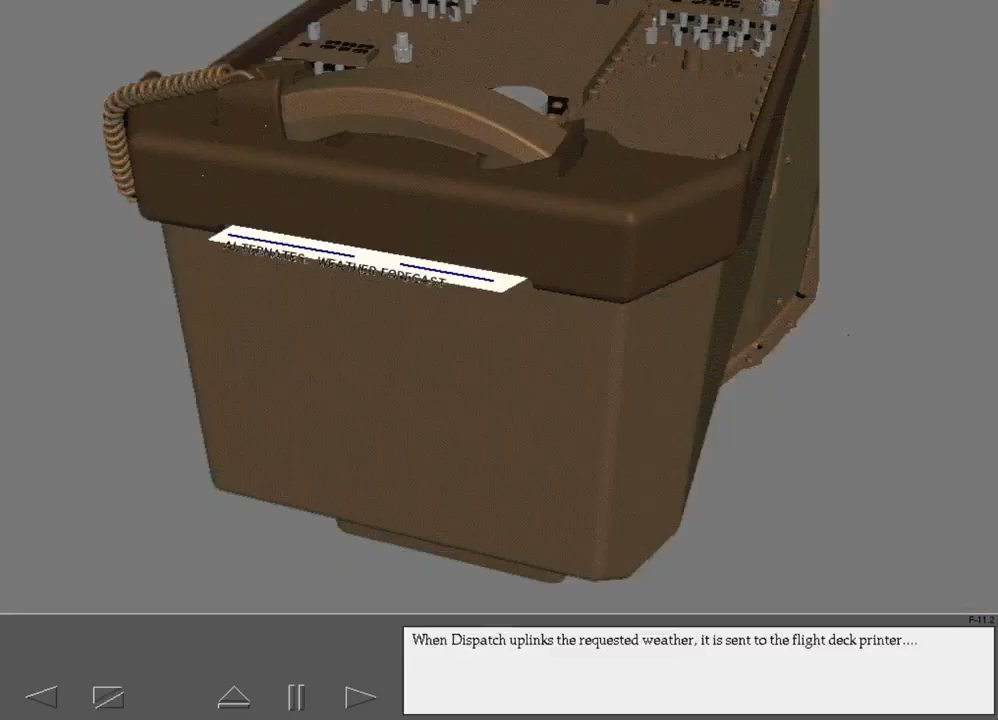 ALTERNATES: WEATHER FORECAST
F-11.2
When Dispatch uplinks the requested weather, it is sent to the flight deck printer....